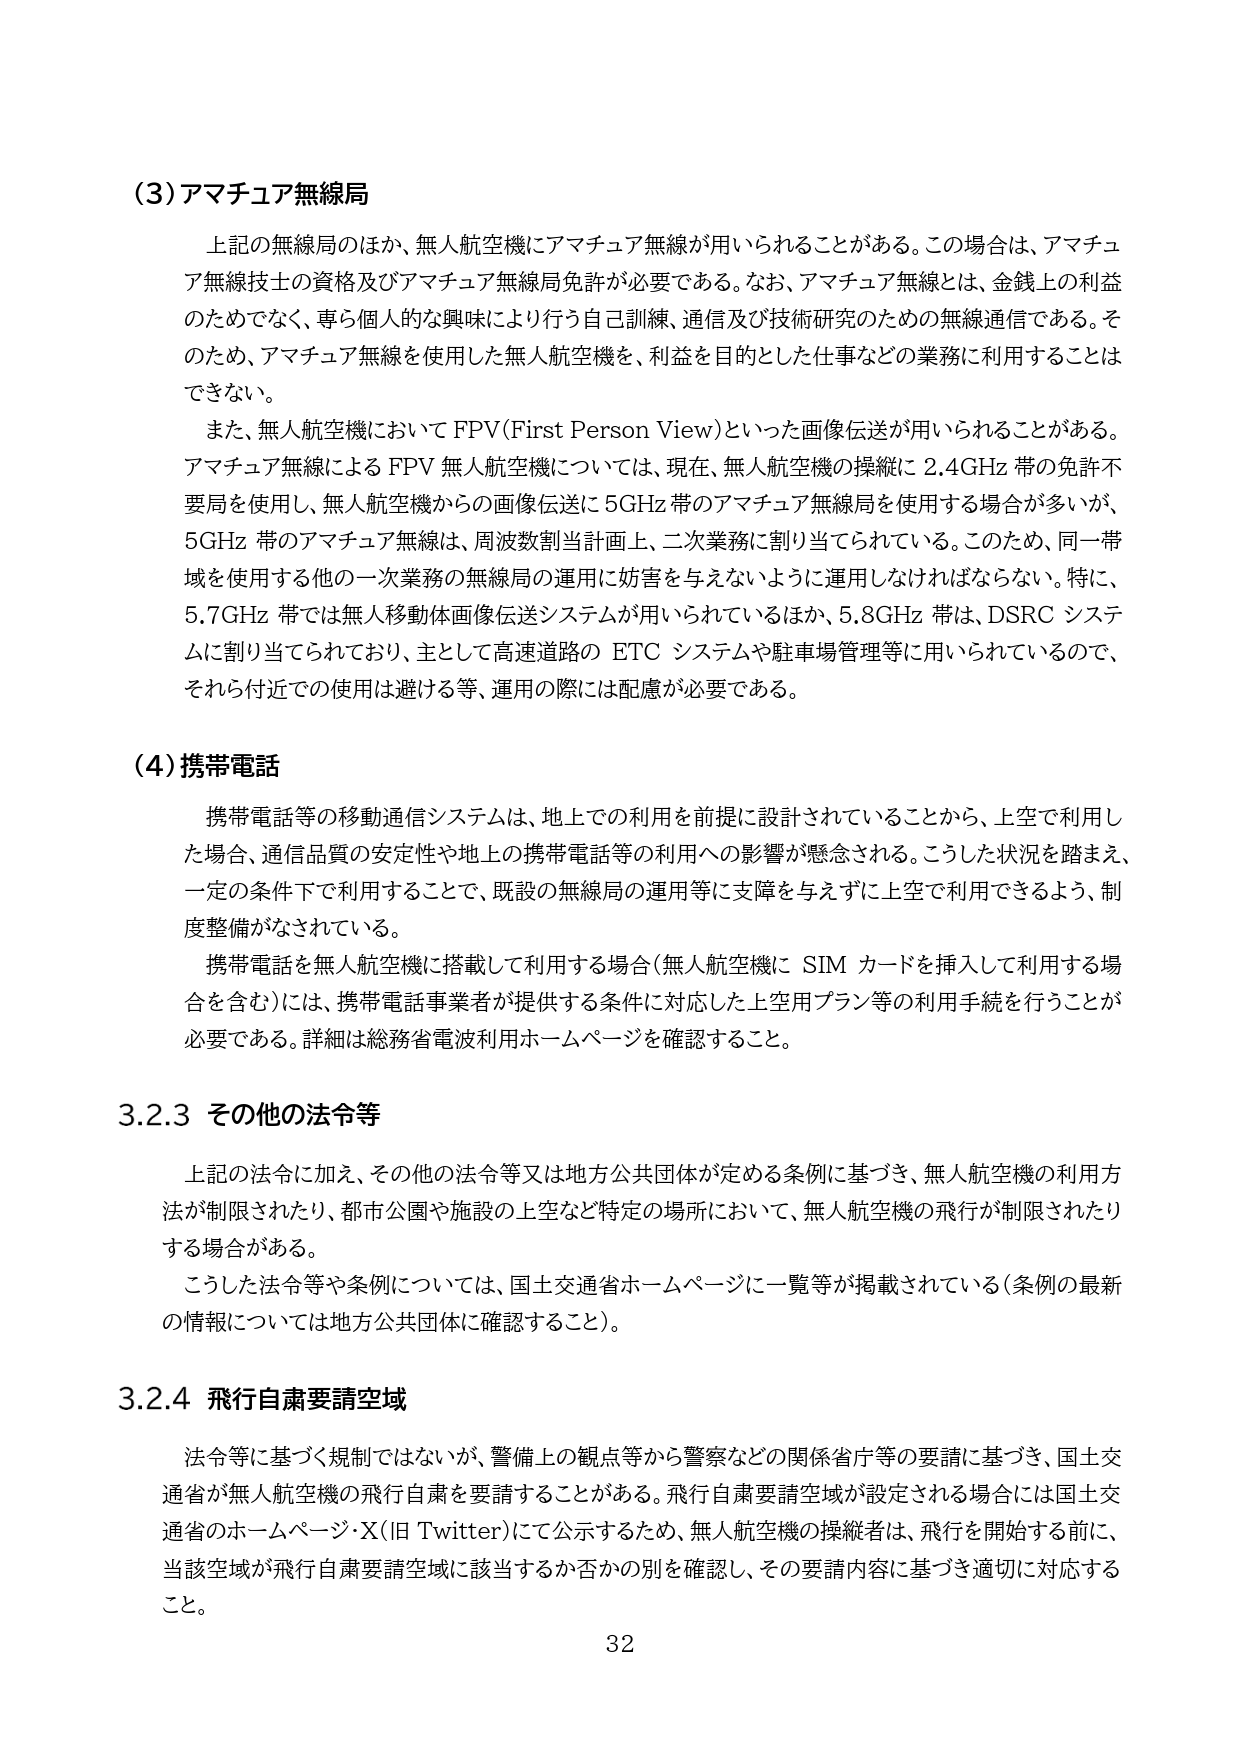 (3)アマチュア無線局
上記の無線局のほか、無人航空機にアマチュア無線が用いられることがある。この場合は、アマチュ
ア無線技士の資格及びアマチュア無線局免許が必要である。なお、アマチュア無線とは、金銭上の利益
のためでなく、専ら個人的な興味により行う自己訓練、通信及び技術研究のための無線通信である。そ
のため、アマチュア無線を使用した無人航空機を、利益を目的とした仕事などの業務に利用することは
できない。
また、無人航空機において FPV(First Person View)といった画像伝送が用いられることがある。
アマチュア無線による FPV 無人航空機については、現在、無人航空機の操縦に 2.4GHz 帯の免許不
要局を使用し、無人航空機からの画像伝送に 5GHz 帯のアマチュア無線局を使用する場合が多いが、
5GHz 帯のアマチュア無線は、周波数割当計画上、二次業務に割り当てられている。このため、同一帯
域を使用する他の一次業務の無線局の運用に妨害を与えないように運用しなければならない。特に、
5.7GHz 帯では無人移動体画像伝送システムが用いられているほか、5.8GHz 帯は、DSRC システ
ムに割り当てられており、主として高速道路の ETC システムや駐車場管理等に用いられているので、
それら付近での使用は避ける等、運用の際には配慮が必要である。
(4)携帯電話
携帯電話等の移動通信システムは、地上での利用を前提に設計されていることから、上空で利用し
た場合、通信品質の安定性や地上の携帯電話等の利用への影響が懸念される。こうした状況を踏まえ、
一定の条件下で利用することで、既設の無線局の運用等に支障を与えずに上空で利用できるよう、制
度整備がなされている。
携帯電話を無人航空機に搭載して利用する場合(無人航空機に SIM カードを挿入して利用する場
合を含む)には、携帯電話事業者が提供する条件に対応した上空用プラン等の利用手続を行うことが
必要である。詳細は総務省電波利用ホームページを確認すること。
3.2.3 その他の法令等
上記の法令に加え、その他の法令等又は地方公共団体が定める条例に基づき、無人航空機の利用方
法が制限されたり、都市公園や施設の上空など特定の場所において、無人航空機の飛行が制限されたり
する場合がある。
こうした法令等や条例については、国土交通省ホームページに一覧等が掲載されている(条例の最新
の情報については地方公共団体に確認すること)。
3.2.4 飛行自粛要請空域
法令等に基づく規制ではないが、警備上の観点等から警察などの関係省庁等の要請に基づき、国土交
通省が無人航空機の飛行自粛を要請することがある。飛行自粛要請空域が設定される場合には国土交
通省のホームページ・X(旧 Twitter)にて公示するため、無人航空機の操縦者は、飛行を開始する前に、
当該空域が飛行自粛要請空域に該当するか否かの別を確認し、その要請内容に基づき適切に対応する
こと。
32